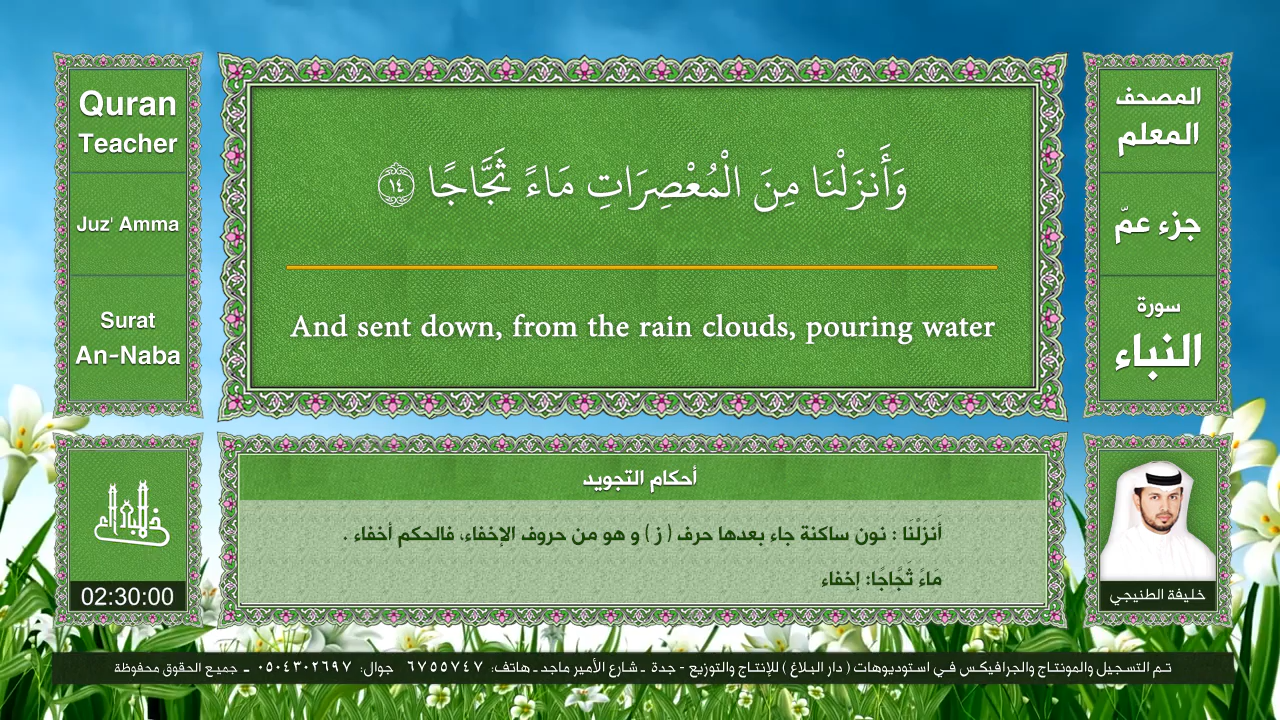 Quran
Teacher
Juz' Amma
Surat
An-Naba
وَأَنزَلْنَا مِنَ الْمُعْصِرَاتِ مَاءً ثَجَّاجًا ١٤
And sent down, from the rain clouds, pouring water
المصحف
المعلم
جزء عمّ
سورة
النباء
02:30:00
أحكام التجويد
أَنزَلْنَا : نون ساكنة جاء بعدها حرف ( ز ) و هو من حروف الإخفاء، فالحكم أخفاء .
مَاءً ثَجَّاجًا: إخفاء
خليفة الطنيجي
تـم التسجيل والمونتاج والجرافيكس في استوديوهات ( دار البلاغ ) للإنتاج والتوزيع - جدة ـ شارع الأمير ماجد ـ هاتف: ٦٧٥٥٧٤٧ جوال: ٠٥٠٤٣٠٢٦٩٧ ـ جميع الحقوق محفوظة